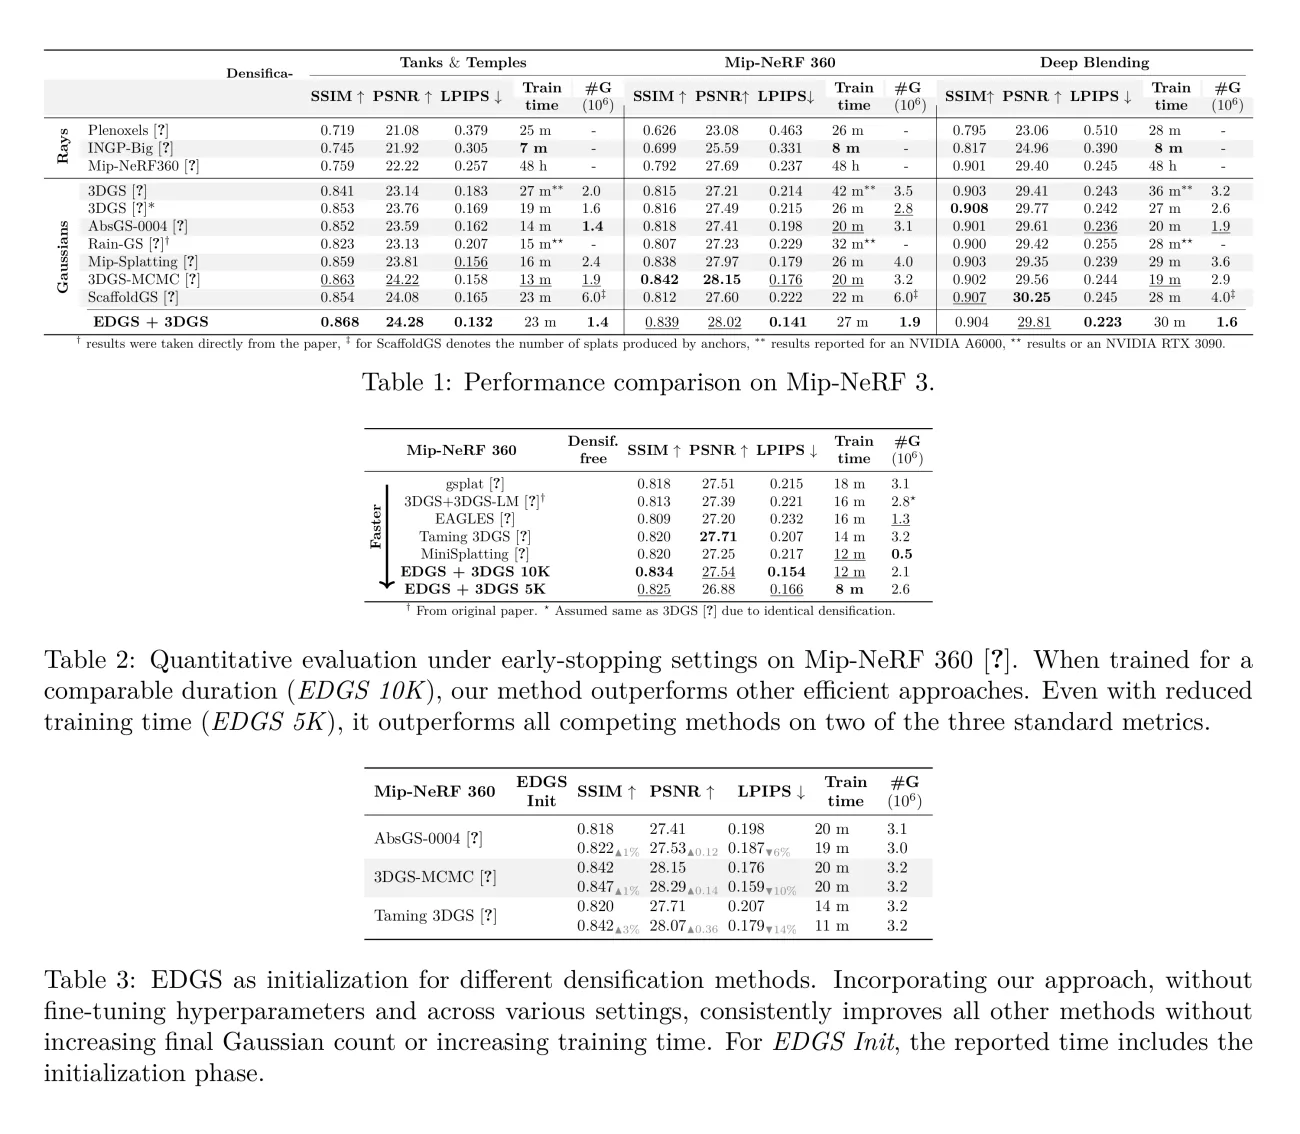 Tanks & Temples Mip-NeRF 360 Deep Blending
Densifica-
SSIM ↑ PSNR ↑ LPIPS ↓ Train time #G (10⁶) SSIM ↑ PSNR↑ LPIPS↓ Train time #G (10⁶) SSIM↑ PSNR ↑ LPIPS ↓ Train time #G (10⁶)
Rays
Plenoxels [?] 0.719 21.08 0.379 25 m - 0.626 23.08 0.463 26 m - 0.795 23.06 0.510 28 m -
INGP-Big [?] 0.745 21.92 0.305 7 m - 0.699 25.59 0.331 8 m - 0.817 24.96 0.390 8 m -
Mip-NeRF360 [?] 0.759 22.22 0.257 48 h - 0.792 27.69 0.237 48 h - 0.901 29.40 0.245 48 h -
Gaussians
3DGS [?] 0.841 23.14 0.183 27 m** 2.0 0.815 27.21 0.214 42 m** 3.5 0.903 29.41 0.243 36 m** 3.2
3DGS [?]* 0.853 23.76 0.169 19 m 1.6 0.816 27.49 0.215 26 m 2.8 0.908 29.77 0.242 27 m 2.6
AbsGS-0004 [?] 0.852 23.59 0.162 14 m 1.4 0.818 27.41 0.198 20 m 3.1 0.901 29.61 0.236 20 m 1.9
Rain-GS [?]† 0.823 23.13 0.207 15 m⋆⋆ - 0.807 27.23 0.229 32 m⋆⋆ - 0.900 29.42 0.255 28 m⋆⋆ -
Mip-Splatting [?] 0.859 23.81 0.156 16 m 2.4 0.838 27.97 0.179 26 m 4.0 0.903 29.35 0.239 29 m 3.6
3DGS-MCMC [?] 0.863 24.22 0.158 13 m 1.9 0.842 28.15 0.176 20 m 3.2 0.902 29.56 0.244 19 m 2.9
ScaffoldGS [?] 0.854 24.08 0.165 23 m 6.0‡ 0.812 27.60 0.222 22 m 6.0‡ 0.907 30.25 0.245 28 m 4.0‡
EDGS + 3DGS 0.868 24.28 0.132 23 m 1.4 0.839 28.02 0.141 27 m 1.9 0.904 29.81 0.223 30 m 1.6
† results were taken directly from the paper, ‡ for ScaffoldGS denotes the number of splats produced by anchors, ** results reported for an NVIDIA A6000, ⋆⋆ results or an NVIDIA RTX 3090.
Table 1: Performance comparison on Mip-NeRF 3.
Mip-NeRF 360 Densif. free SSIM ↑ PSNR ↑ LPIPS ↓ Train time #G (10⁶)
Faster
gsplat [?] 0.818 27.51 0.215 18 m 3.1
3DGS+3DGS-LM [?]† 0.813 27.39 0.221 16 m 2.8⋆
EAGLES [?] 0.809 27.20 0.232 16 m 1.3
Taming 3DGS [?] 0.820 27.71 0.207 14 m 3.2
MiniSplatting [?] 0.820 27.25 0.217 12 m 0.5
EDGS + 3DGS 10K 0.834 27.54 0.154 12 m 2.1
EDGS + 3DGS 5K 0.825 26.88 0.166 8 m 2.6
† From original paper. ⋆ Assumed same as 3DGS [?] due to identical densification.
Table 2: Quantitative evaluation under early-stopping settings on Mip-NeRF 360 [?]. When trained for a
comparable duration (EDGS 10K), our method outperforms other efficient approaches. Even with reduced
training time (EDGS 5K), it outperforms all competing methods on two of the three standard metrics.
Mip-NeRF 360 EDGS Init SSIM ↑ PSNR ↑ LPIPS ↓ Train time #G (10⁶)
AbsGS-0004 [?] 0.818 27.41 0.198 20 m 3.1
0.822▲1% 27.53▲0.12 0.187▼6% 19 m 3.0
3DGS-MCMC [?] 0.842 28.15 0.176 20 m 3.2
0.847▲1% 28.29▲0.14 0.159▼10% 20 m 3.2
Taming 3DGS [?] 0.820 27.71 0.207 14 m 3.2
0.842▲3% 28.07▲0.36 0.179▼14% 11 m 3.2
Table 3: EDGS as initialization for different densification methods. Incorporating our approach, without
fine-tuning hyperparameters and across various settings, consistently improves all other methods without
increasing final Gaussian count or increasing training time. For EDGS Init, the reported time includes the
initialization phase.